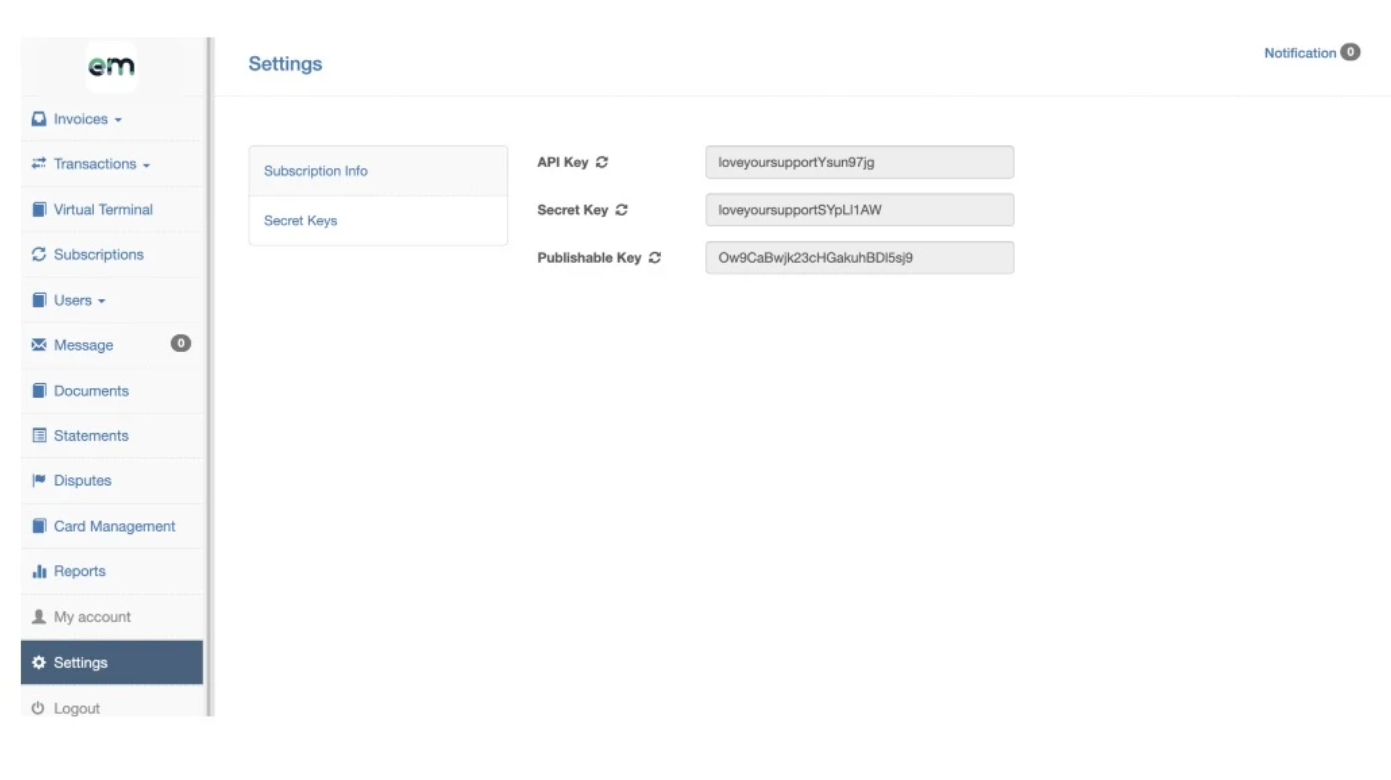 em
Settings
Notification 0
Invoices
Transactions
Virtual Terminal
Subscriptions
Users
Message 0
Documents
Statements
Disputes
Card Management
Reports
My account
Settings
Logout
Subscription Info
Secret Keys
API Key loveyoursupportYsun97jg
Secret Key loveyoursupportSYpLI1AW
Publishable Key Ow9CaBwjk23cHGakuhBDI5sj9